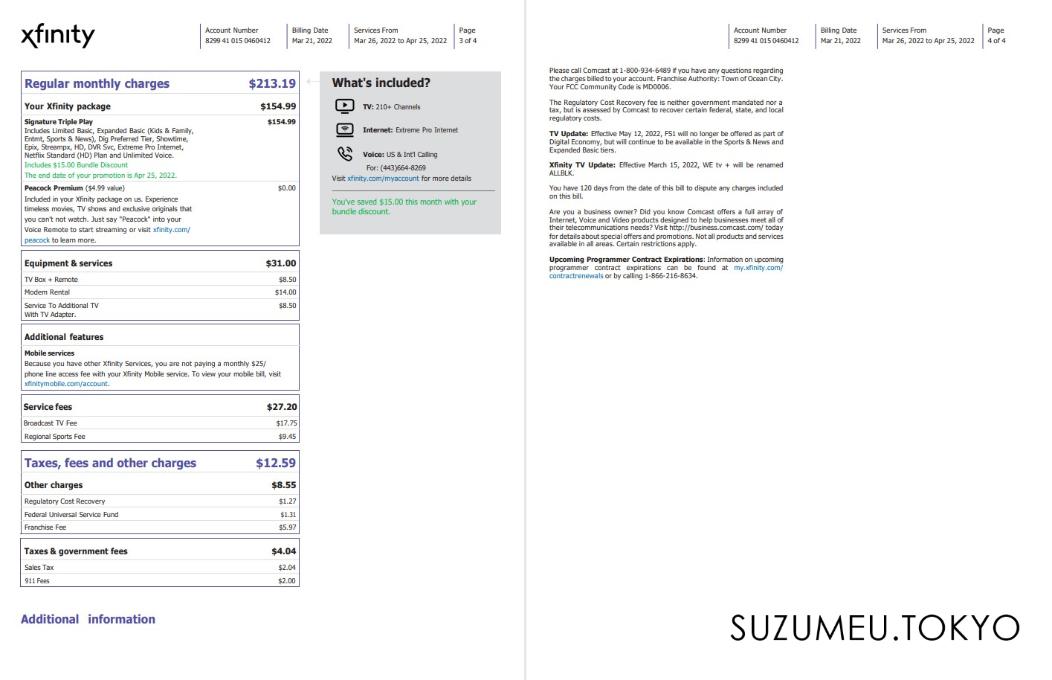 xfinity
Account Number
8299 41 015 0460412
Billing Date
Mar 21, 2022
Services From
Mar 26, 2022 to Apr 25, 2022
Page
3 of 4
Regular monthly charges $213.19
Your Xfinity package $154.99
Signature Triple Play $154.99
Includes Limited Basic, Expanded Basic (Kids & Family,
Entmt, Sports & News), Dig Preferred Tier, Showtime,
Epix, Streampx, HD, DVR Svc, Extreme Pro Internet,
Netflix Standard (HD) Plan and Unlimited Voice.
Includes $15.00 Bundle Discount
The end of your promotion is Apr 25, 2022.
Peacock Premium ($4.99 value) $0.00
Included in your Xfinity package on us. Experience
timeless movies, TV shows and exclusive originals that
you can't not watch. Just say "Peacock" into your
Voice Remote to start streaming or visit xfinity.com/
peacock to learn more.
Equipment & services $31.00
TV Box + Remote $8.50
Modem Rental $14.00
Service To Additional TV $8.50
With TV Adapter.
Additional features
Mobile services
Because you have other Xfinity Services, you are not paying a monthly $25/
phone line access fee with your Xfinity Mobile service. To view your mobile bill, visit
xfinitymobile.com/account.
Service fees $27.20
Broadcast TV Fee $17.75
Regional Sports Fee $9.45
Taxes, fees and other charges $12.59
Other charges $8.55
Regulatory Cost Recovery $1.27
Federal Universal Service Fund $1.31
Franchise Fee $5.97
Taxes & government fees $4.04
Sales Tax $2.04
911 Fees $2.00
Additional information
What's included?
TV: 210+ Channels
Internet: Extreme Pro Internet
Voice: US & Int'l Calling
For: (443)664-8269
Visit xfinity.com/myaccount for more details
You've saved $15.00 this month with your
bundle discount.
Account Number
8299 41 015 0460412
Billing Date
Mar 21, 2022
Services From
Mar 26, 2022 to Apr 25, 2022
Page
4 of 4
Please call Comcast at 1-800-934-6489 if you have any questions regarding
the charges billed to your account. Franchise Authority: Town of Ocean City.
Your FCC Community Code is MD0006.
The Regulatory Cost Recovery fee is neither government mandated nor a
tax, but is assessed by Comcast to recover certain federal, state, and local
regulatory costs.
TV Update: Effective May 12, 2022, FS1 will no longer be offered as part of
Digital Economy, but will continue to be available in the Sports & News and
Expanded Basic tiers.
Xfinity TV Update: Effective March 15, 2022, WE tv + will be renamed
ALLBLK.
You have 120 days from the date of this bill to dispute any charges included
on this bill.
Are you a business owner? Did you know Comcast offers a full array of
Internet, Voice and Video products designed to help businesses meet all of
their telecommunications needs? Visit http://business.comcast.com/ today
for details about special offers and promotions. Not all products and services
available in all areas. Certain restrictions apply.
Upcoming Programmer Contract Expirations: Information on upcoming
programmer contract expirations can be found at my.xfinity.com/
contractrenewals or by calling 1-866-216-8634.
SUZUMEU.TOKYO